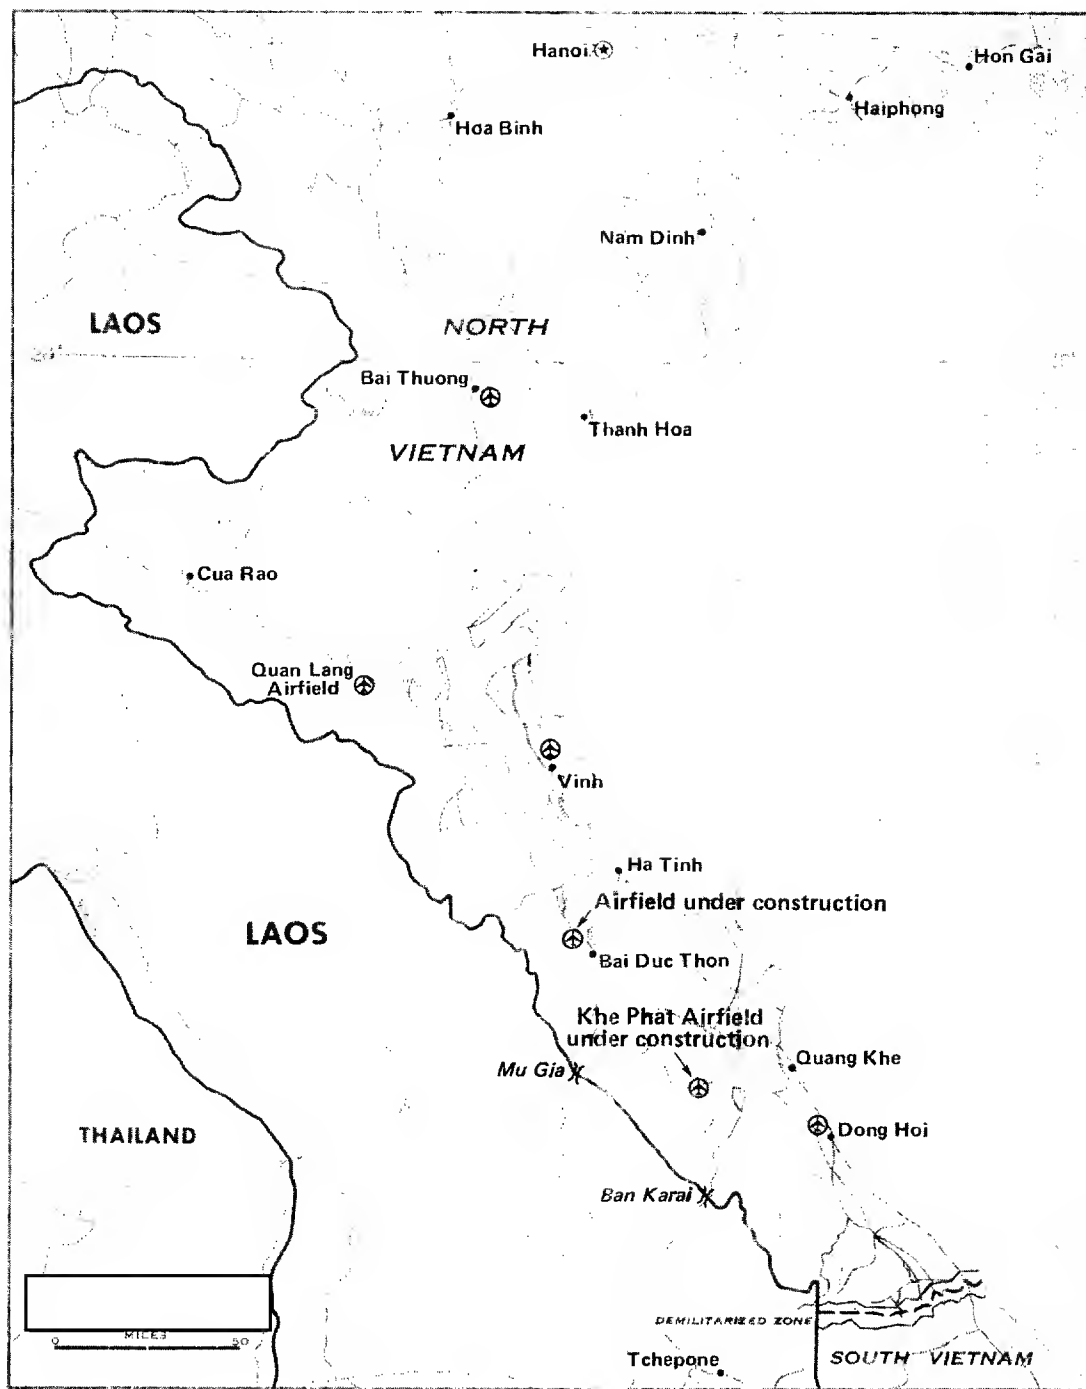 Hanoi
Hon Gai
Haiphong
Hoa Binh
Nam Dinh
LAOS
NORTH
20°
Bai Thuong
Thanh Hoa
VIETNAM
Cua Rao
Quan Lang
Airfield
Vinh
Ha Tinh
Airfield under construction
LAOS
Bai Duc Thon
Khe Phat Airfield
under construction
Quang Khe
Mu Gia
THAILAND
Dong Hoi
Ban Karai
MILES
0 50
DEMILITARIZED ZONE
Tchepone
SOUTH VIETNAM